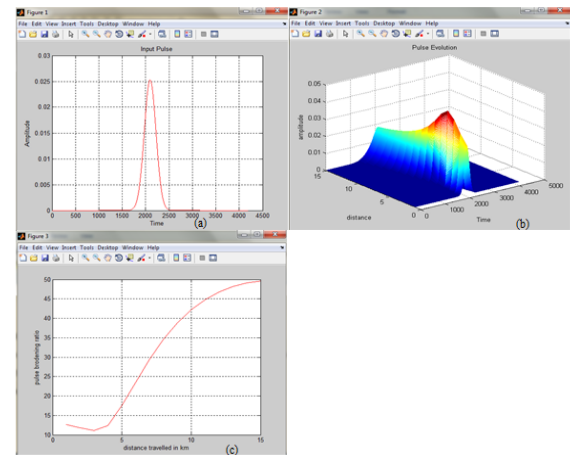 Figure 1
File Edit View Insert Tools Desktop Window Help
Input Pulse
0.03
0.025
0.02
0.015
0.01
0.005
0
Amplitude
0 500 1000 1500 2000 2500 3000 3500 4000 4500
Time
(a)
Figure 2
File Edit View Insert Tools Desktop Window Help
Pulse Evolution
0.05
0.04
0.03
0.02
0.01
0
amplitude
15
10
5
0
distance
0
1000
2000
3000
4000
5000
Time
(b)
Figure 3
File Edit View Insert Tools Desktop Window Help
50
45
40
35
30
25
20
15
10
pulse brodening ratio
0 5 10 15
distance travelled in km
(c)